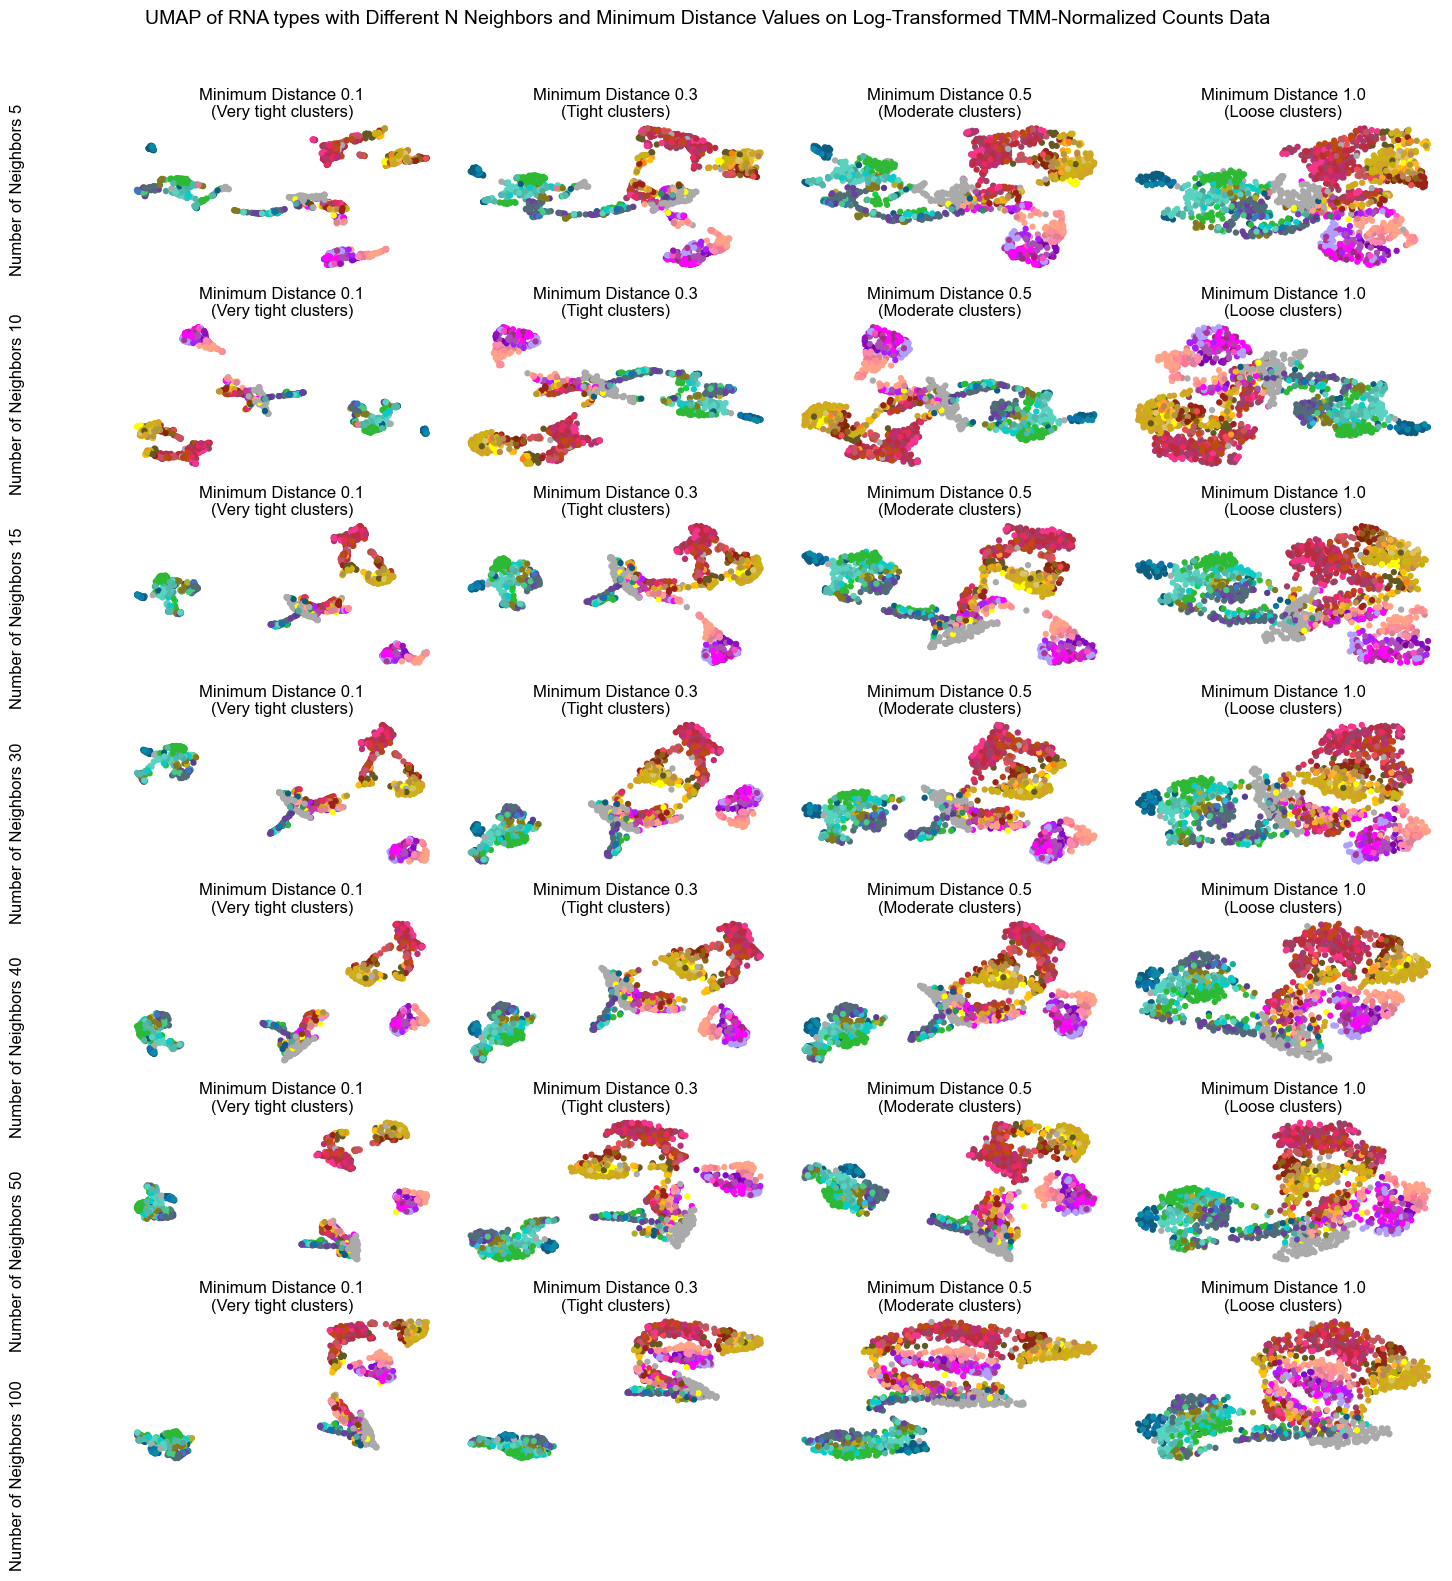 UMAP of RNA types with Different N Neighbors and Minimum Distance Values on Log-Transformed TMM-Normalized Counts Data
Number of Neighbors 5
Minimum Distance 0.1
(Very tight clusters)
Minimum Distance 0.3
(Tight clusters)
Minimum Distance 0.5
(Moderate clusters)
Minimum Distance 1.0
(Loose clusters)
Number of Neighbors 10
Minimum Distance 0.1
(Very tight clusters)
Minimum Distance 0.3
(Tight clusters)
Minimum Distance 0.5
(Moderate clusters)
Minimum Distance 1.0
(Loose clusters)
Number of Neighbors 15
Minimum Distance 0.1
(Very tight clusters)
Minimum Distance 0.3
(Tight clusters)
Minimum Distance 0.5
(Moderate clusters)
Minimum Distance 1.0
(Loose clusters)
Number of Neighbors 30
Minimum Distance 0.1
(Very tight clusters)
Minimum Distance 0.3
(Tight clusters)
Minimum Distance 0.5
(Moderate clusters)
Minimum Distance 1.0
(Loose clusters)
Number of Neighbors 40
Minimum Distance 0.1
(Very tight clusters)
Minimum Distance 0.3
(Tight clusters)
Minimum Distance 0.5
(Moderate clusters)
Minimum Distance 1.0
(Loose clusters)
Number of Neighbors 50
Minimum Distance 0.1
(Very tight clusters)
Minimum Distance 0.3
(Tight clusters)
Minimum Distance 0.5
(Moderate clusters)
Minimum Distance 1.0
(Loose clusters)
Number of Neighbors 100
Minimum Distance 0.1
(Very tight clusters)
Minimum Distance 0.3
(Tight clusters)
Minimum Distance 0.5
(Moderate clusters)
Minimum Distance 1.0
(Loose clusters)